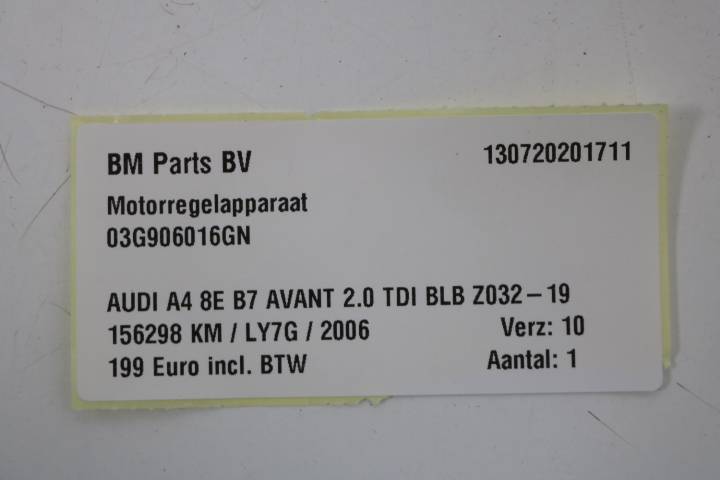 BM Parts BV 130720201711
Motorregelapparaat
03G906016GN
AUDI A4 8E B7 AVANT 2.0 TDI BLB Z032-19
156298 KM / LY7G / 2006 Verz: 10
199 Euro incl. BTW Aantal: 1